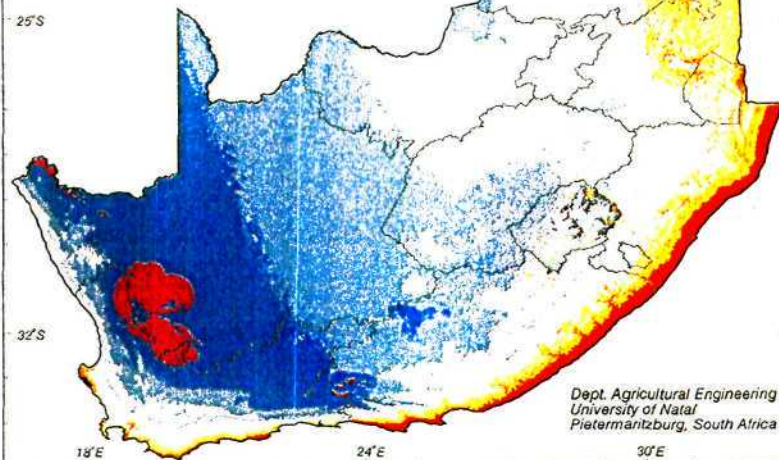 25°S
32°S
Dept. Agricultural Engineering
University of Natal
Pietermaritzburg, South Africa
18°E
24°E
30°E